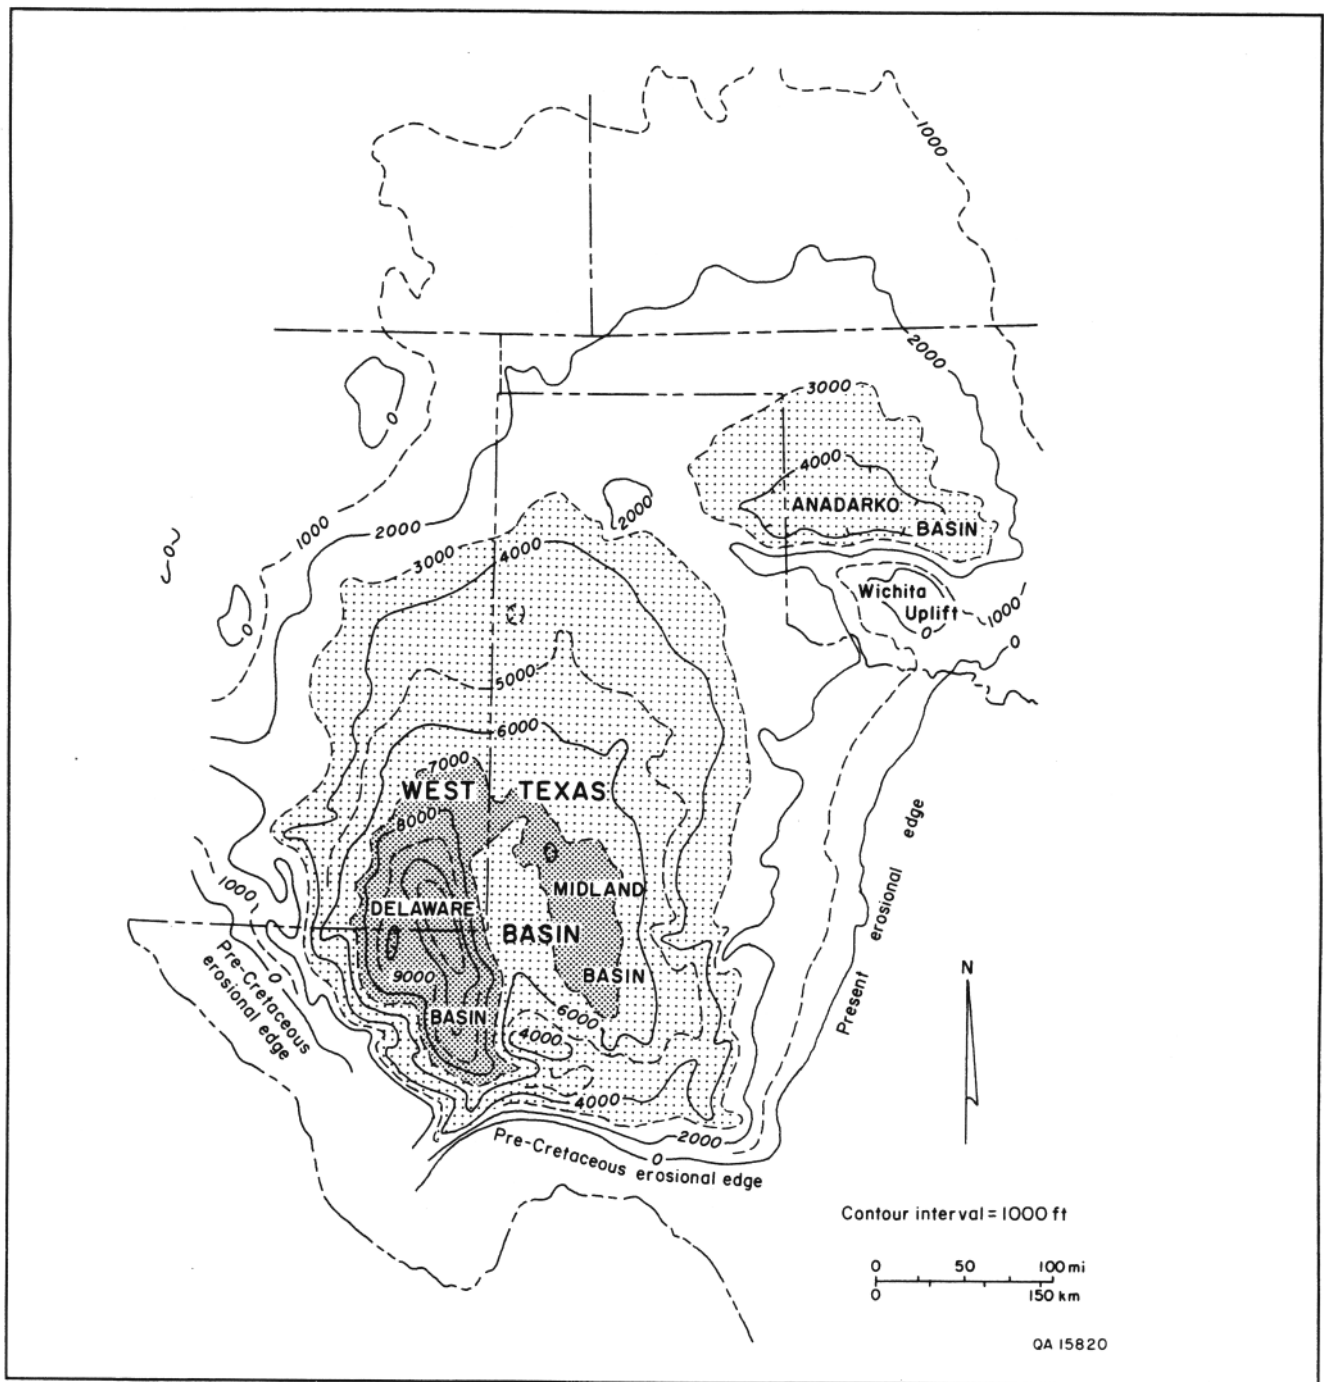 1000
2000
3000
0
4000
ANADARKO
BASIN
2000
1000
2000
3000
4000
0
Wichita
Uplift
0
1000
0
0
5000
6000
7000
WEST TEXAS
8000
MIDLAND
1000
DELAWARE
BASIN
Present erosional edge
Pre-Cretaceous
erosional edge
0
9000
BASIN
N
BASIN
6000
4000
4000
2000
0
Pre-Cretaceous erosional edge
Contour interval = 1000 ft
0 50 100 mi
0 150 km
QA 15820